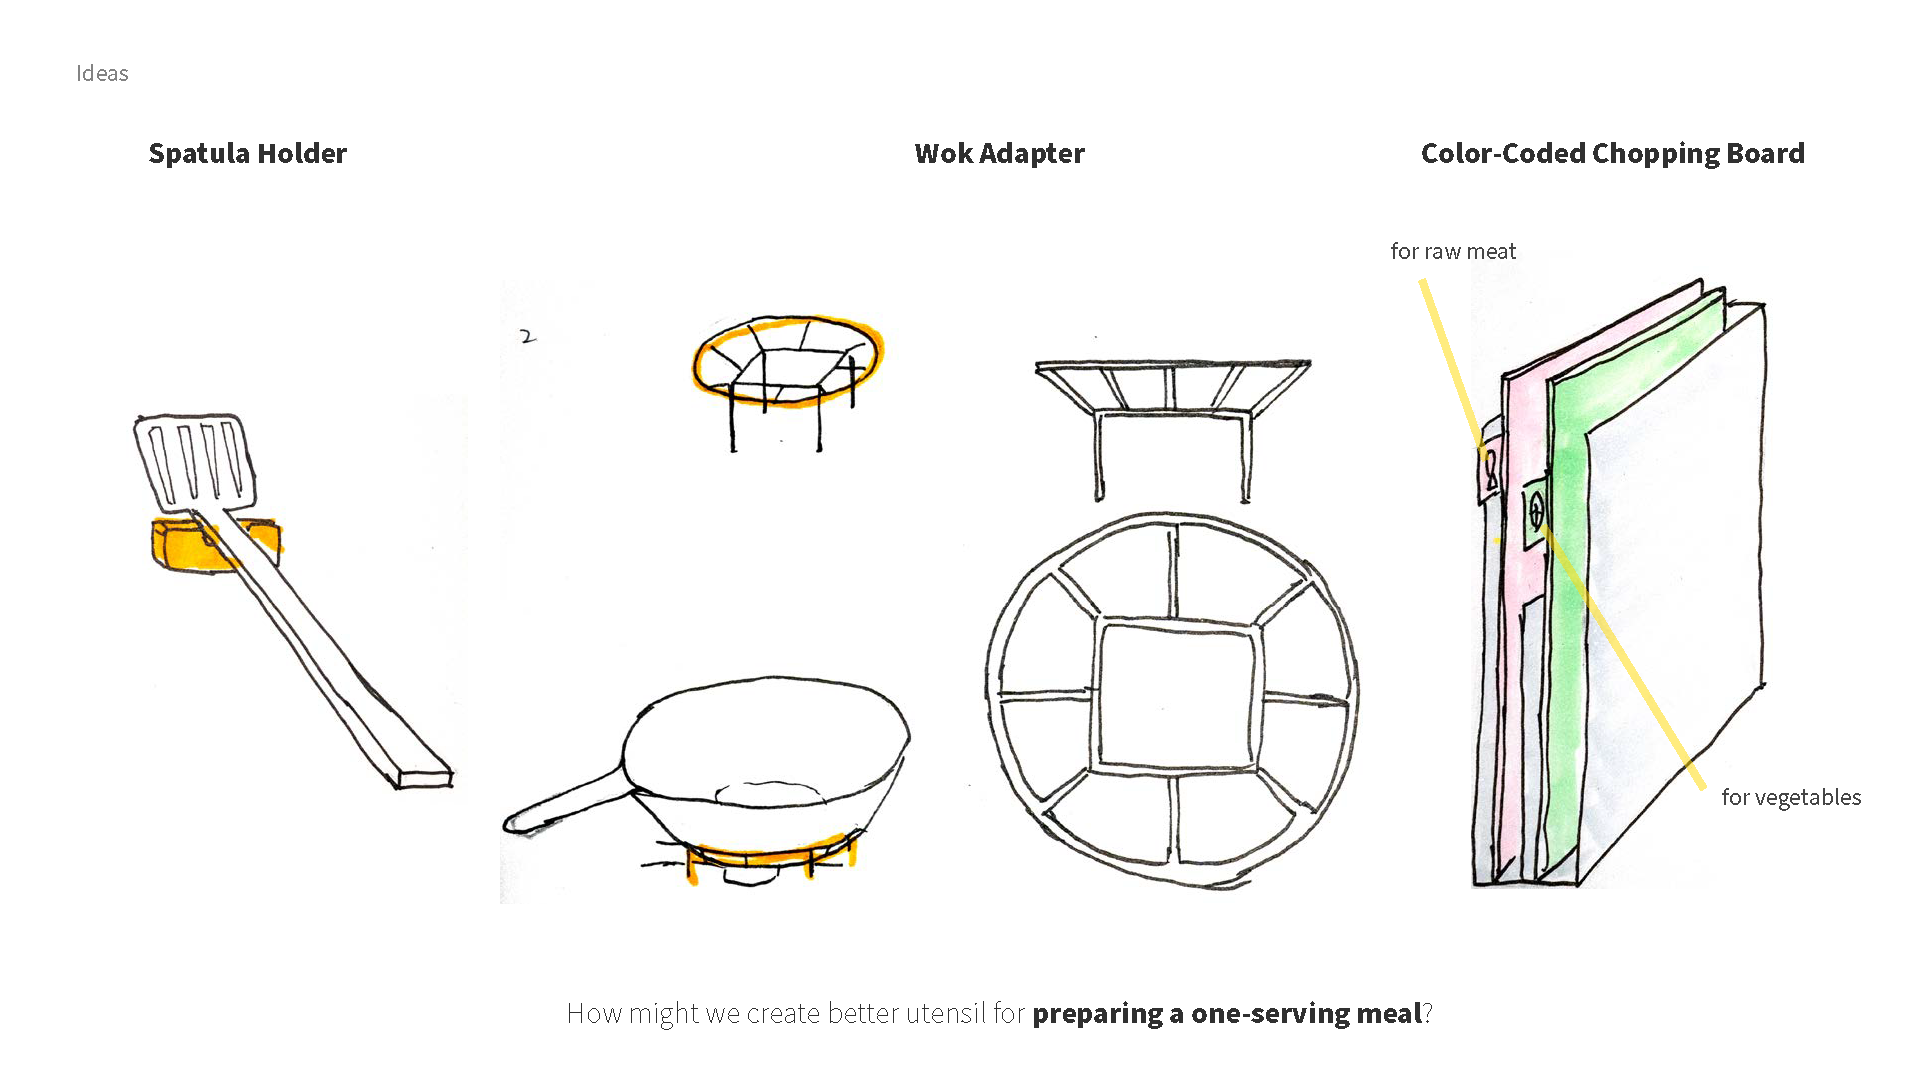 Ideas
Spatula Holder
Wok Adapter
Color-Coded Chopping Board
for raw meat
2
for vegetables
How might we create better utensil for preparing a one-serving meal?